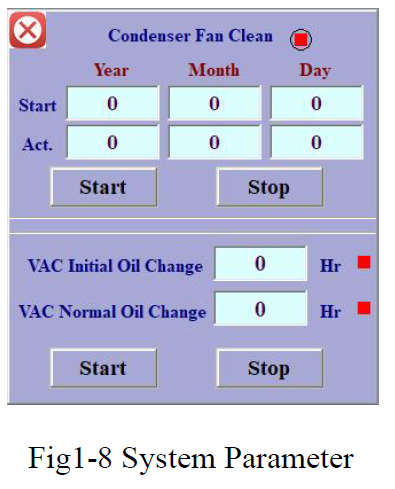 Condenser Fan Clean
Year Month Day
Start 0 0 0
Act. 0 0 0
Start Stop
VAC Initial Oil Change 0 Hr
VAC Normal Oil Change 0 Hr
Start Stop
Fig1-8 System Parameter